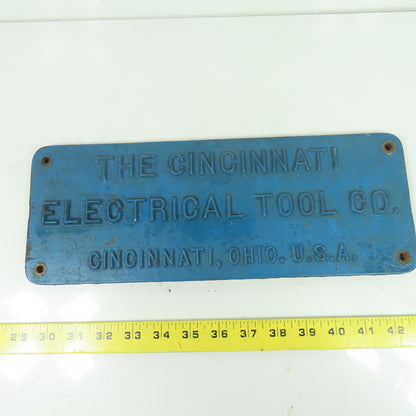 THE CINCINNATI
ELECTRICAL TOOL CO.
CINCINNATI, OHIO. U.S.A.
29 30 31 32 33 34 35 36 37 38 39 40 41 42